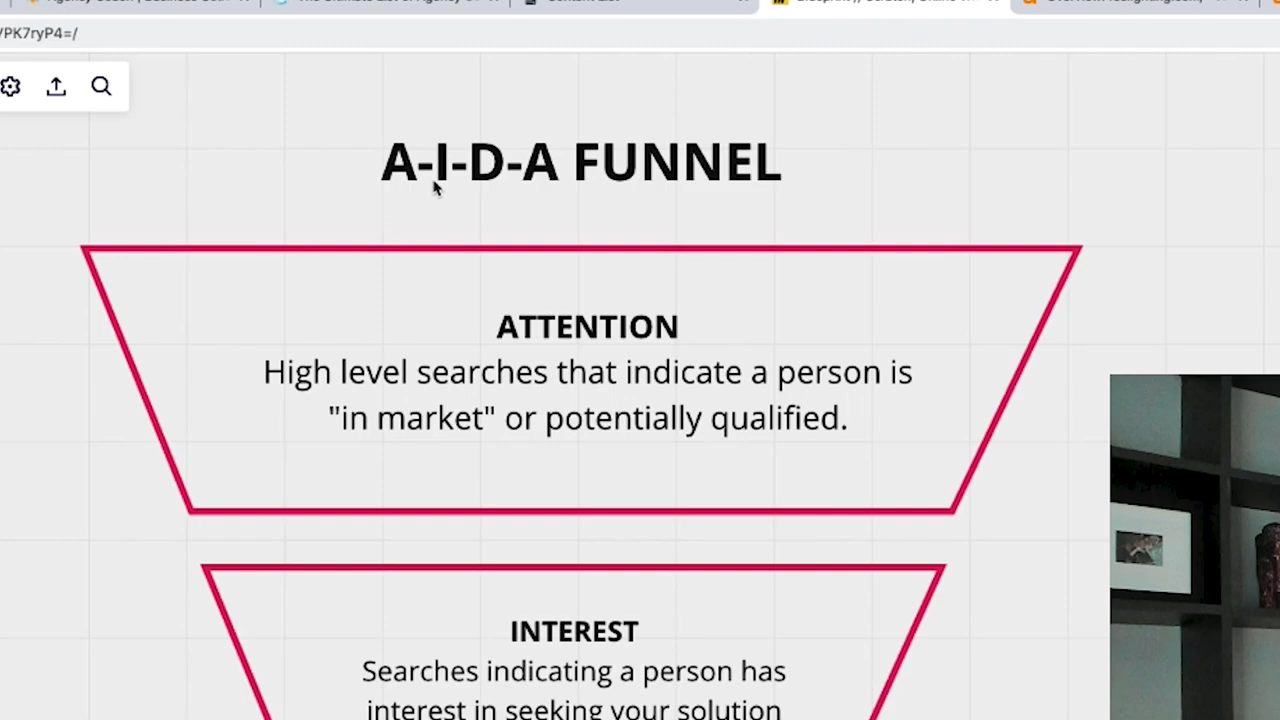 /PK7ryP4=/
A-I-D-A FUNNEL
ATTENTION
High level searches that indicate a person is
"in market" or potentially qualified.
INTEREST
Searches indicating a person has
interest in seeking your solution